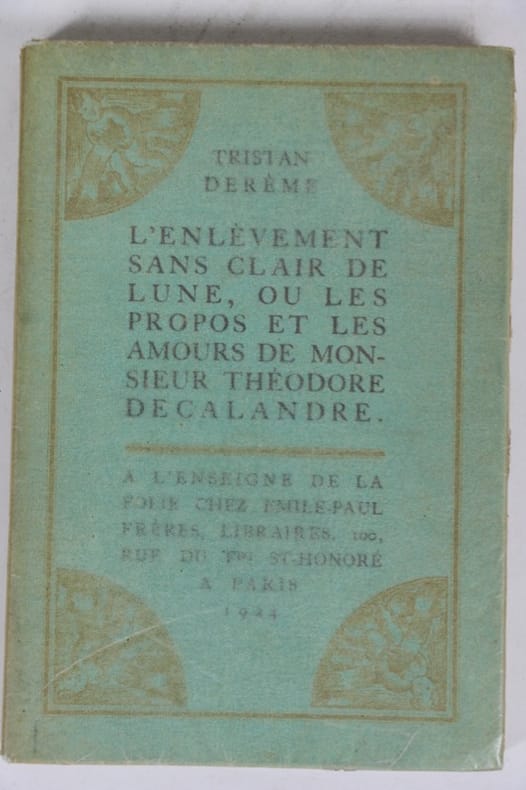 TRISTAN
DERÈME
L'ENLÈVEMENT
SANS CLAIR DE
LUNE, OU LES
PROPOS ET LES
AMOURS DE MON-
SIEUR THÉODORE
DECALANDRE.
A L'ENSEIGNE DE LA
FOLIE CHEZ EMILE-PAUL
FRÈRES, LIBRAIRES, 100,
RUE DU FBG ST-HONORÉ
A PARIS
1924